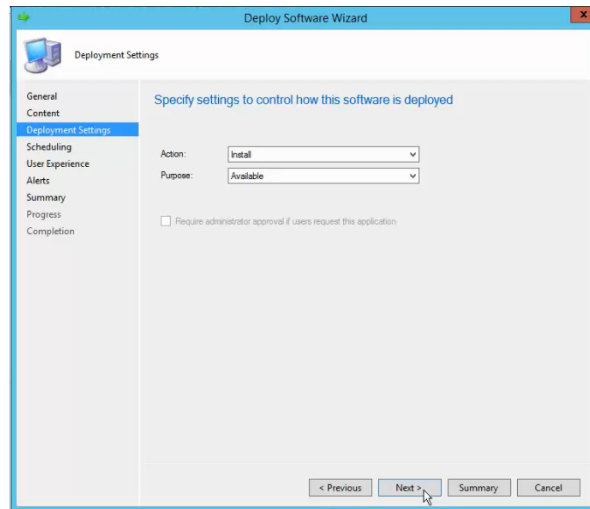 Deploy Software Wizard
x
Deployment Settings
General
Content
Deployment Settings
Scheduling
User Experience
Alerts
Summary
Progress
Completion
Specify settings to control how this software is deployed
Action: Install
Purpose: Available
Require administrator approval if users request this application
< Previous Next > Summary Cancel